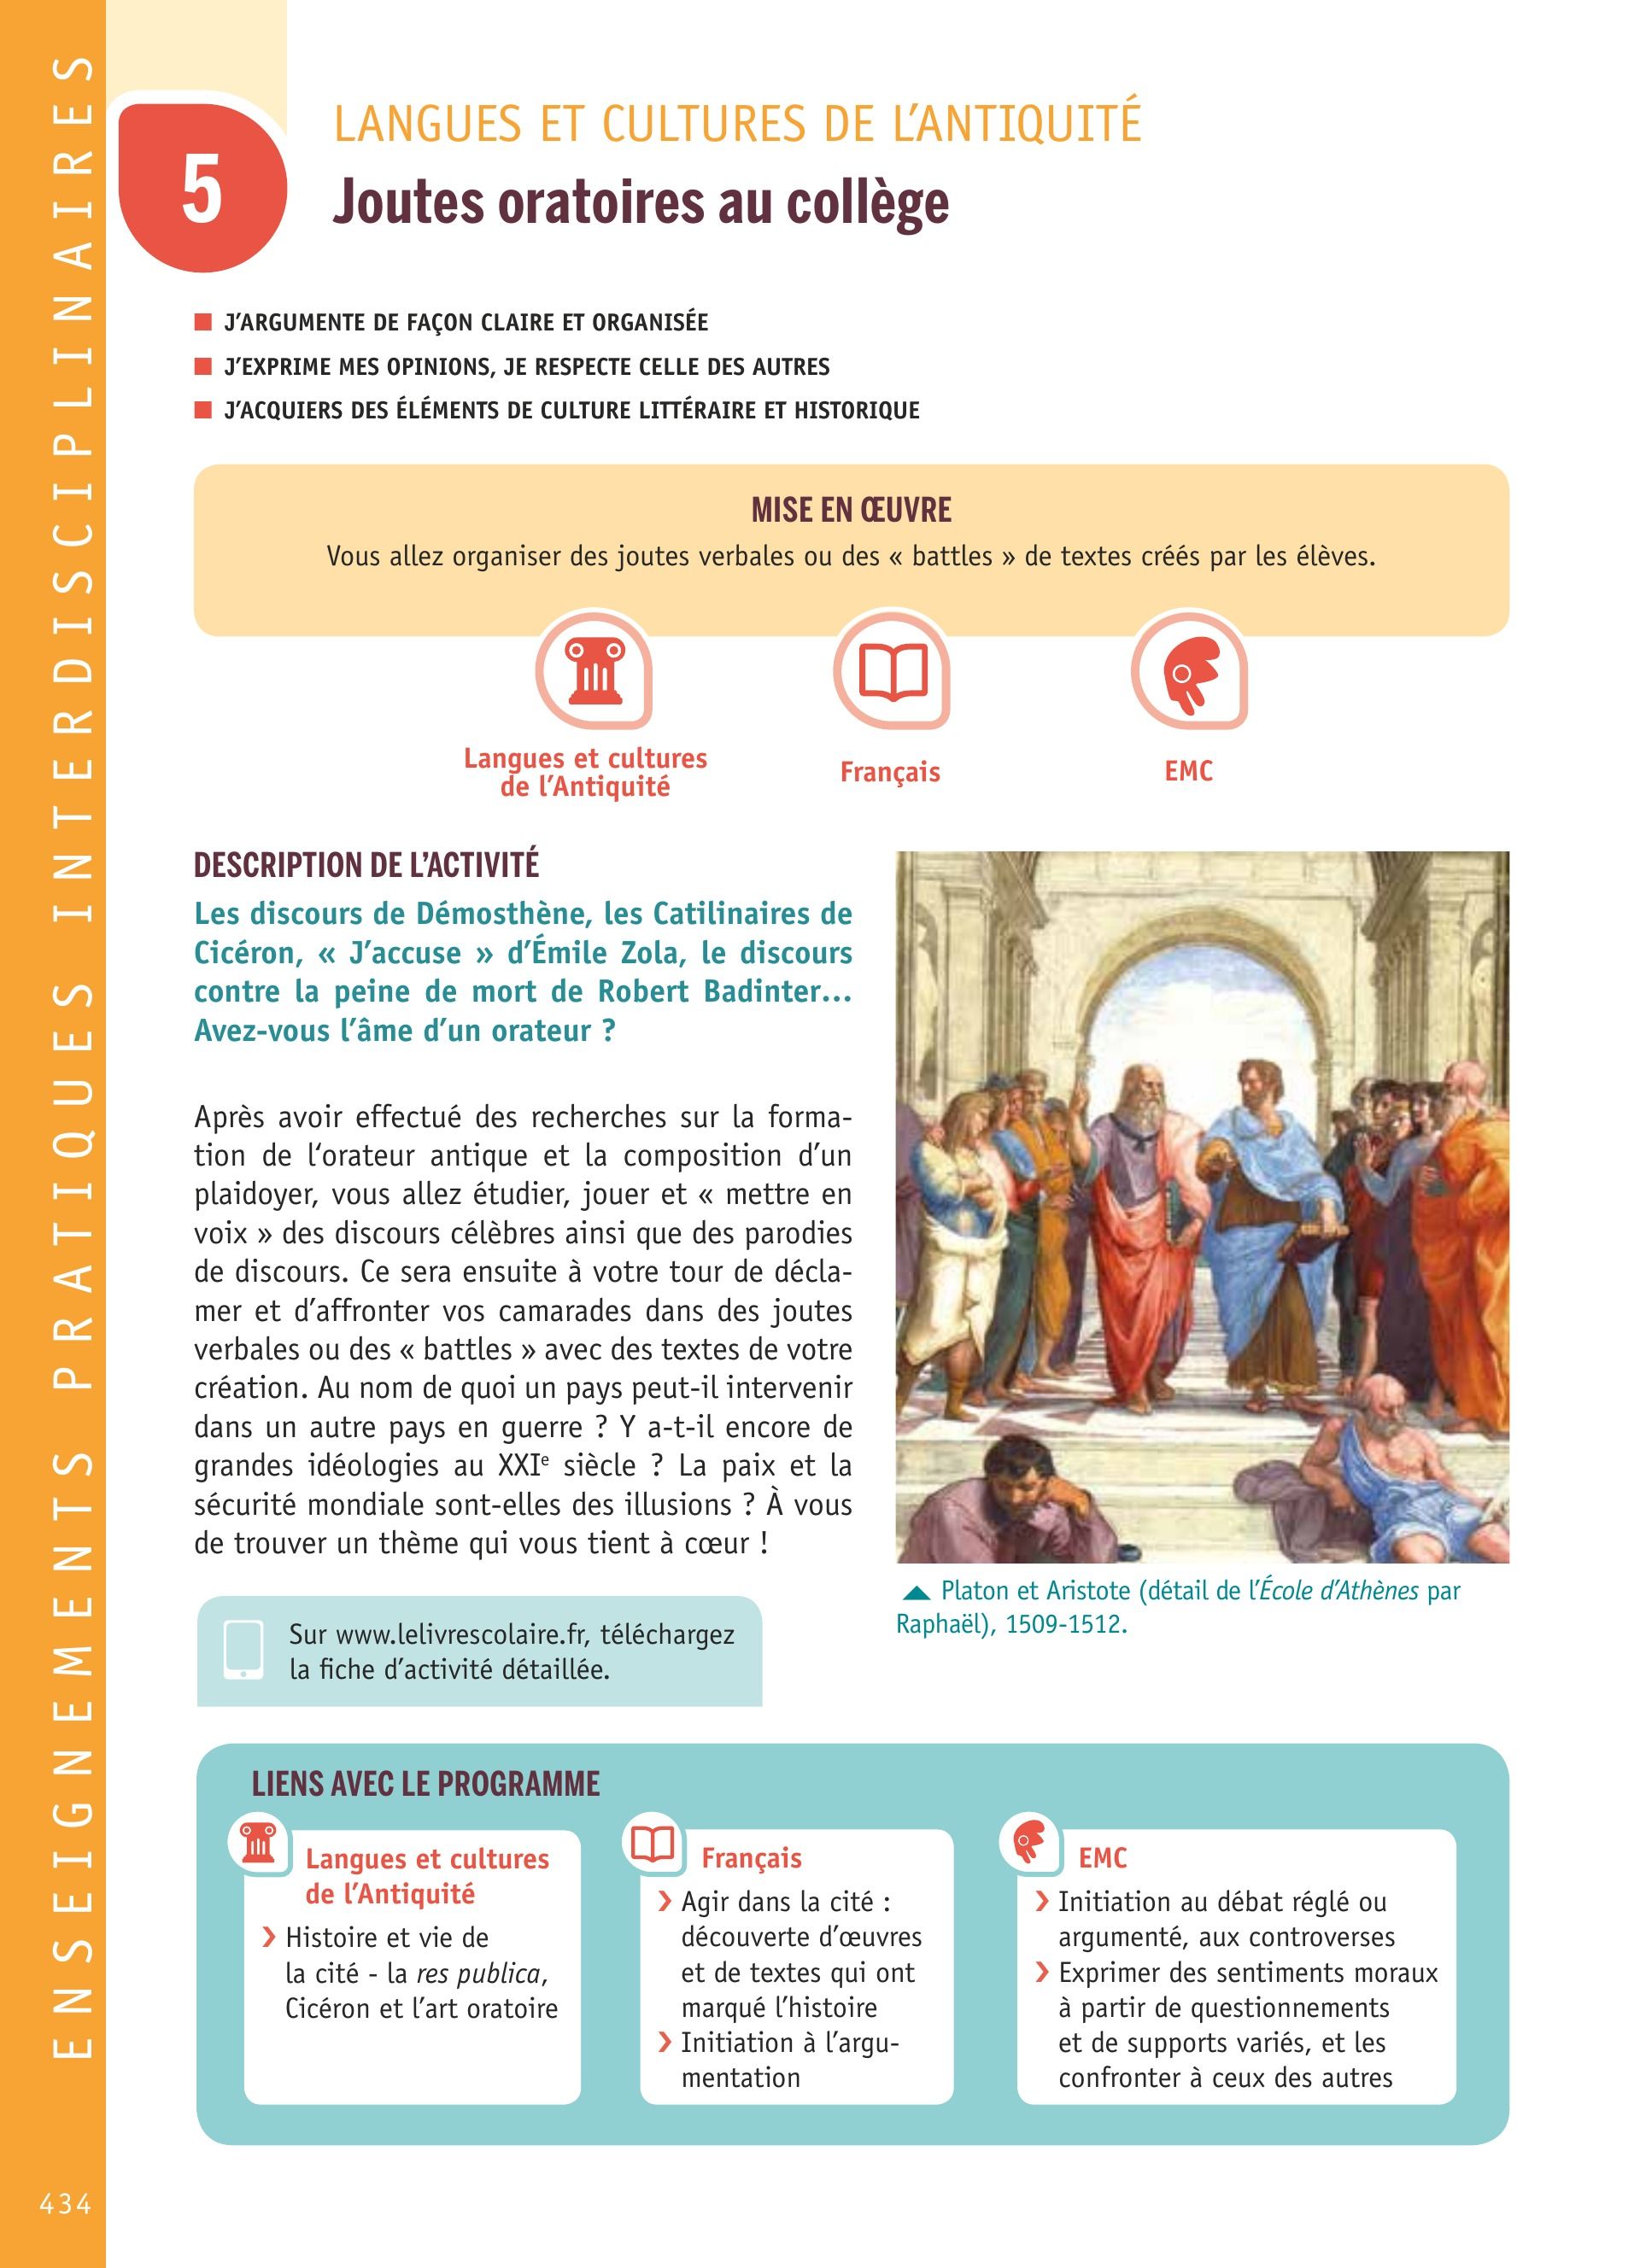 ENSEIGNEMENTS PRATIQUES INTERDISCIPLINAIRES
5
LANGUES ET CULTURES DE L’ANTIQUITÉ
Joutes oratoires au collège
J’ARGUMENTE DE FAÇON CLAIRE ET ORGANISÉE
J’EXPRIME MES OPINIONS, JE RESPECTE CELLE DES AUTRES
J’ACQUIERS DES ÉLÉMENTS DE CULTURE LITTÉRAIRE ET HISTORIQUE
MISE EN ŒUVRE
Vous allez organiser des joutes verbales ou des « battles » de textes créés par les élèves.
Langues et cultures
de l’Antiquité
Français
EMC
DESCRIPTION DE L’ACTIVITÉ
Les discours de Démosthène, les Catilinaires de
Cicéron, « J’accuse » d’Émile Zola, le discours
contre la peine de mort de Robert Badinter...
Avez-vous l’âme d’un orateur ?
Après avoir effectué des recherches sur la forma-
tion de l‘orateur antique et la composition d’un
plaidoyer, vous allez étudier, jouer et « mettre en
voix » des discours célèbres ainsi que des parodies
de discours. Ce sera ensuite à votre tour de décla-
mer et d’affronter vos camarades dans des joutes
verbales ou des « battles » avec des textes de votre
création. Au nom de quoi un pays peut-il intervenir
dans un autre pays en guerre ? Y a-t-il encore de
grandes idéologies au XXIe siècle ? La paix et la
sécurité mondiale sont-elles des illusions ? À vous
de trouver un thème qui vous tient à cœur !
Platon et Aristote (détail de l’École d’Athènes par
Raphaël), 1509-1512.
Sur www.lelivrescolaire.fr, téléchargez
la fiche d’activité détaillée.
LIENS AVEC LE PROGRAMME
Langues et cultures
de l’Antiquité
❯ Histoire et vie de
la cité - la res publica,
Cicéron et l’art oratoire
Français
❯ Agir dans la cité :
découverte d’œuvres
et de textes qui ont
marqué l’histoire
❯ Initiation à l’argu-
mentation
EMC
❯ Initiation au débat réglé ou
argumenté, aux controverses
❯ Exprimer des sentiments moraux
à partir de questionnements
et de supports variés, et les
confronter à ceux des autres
434